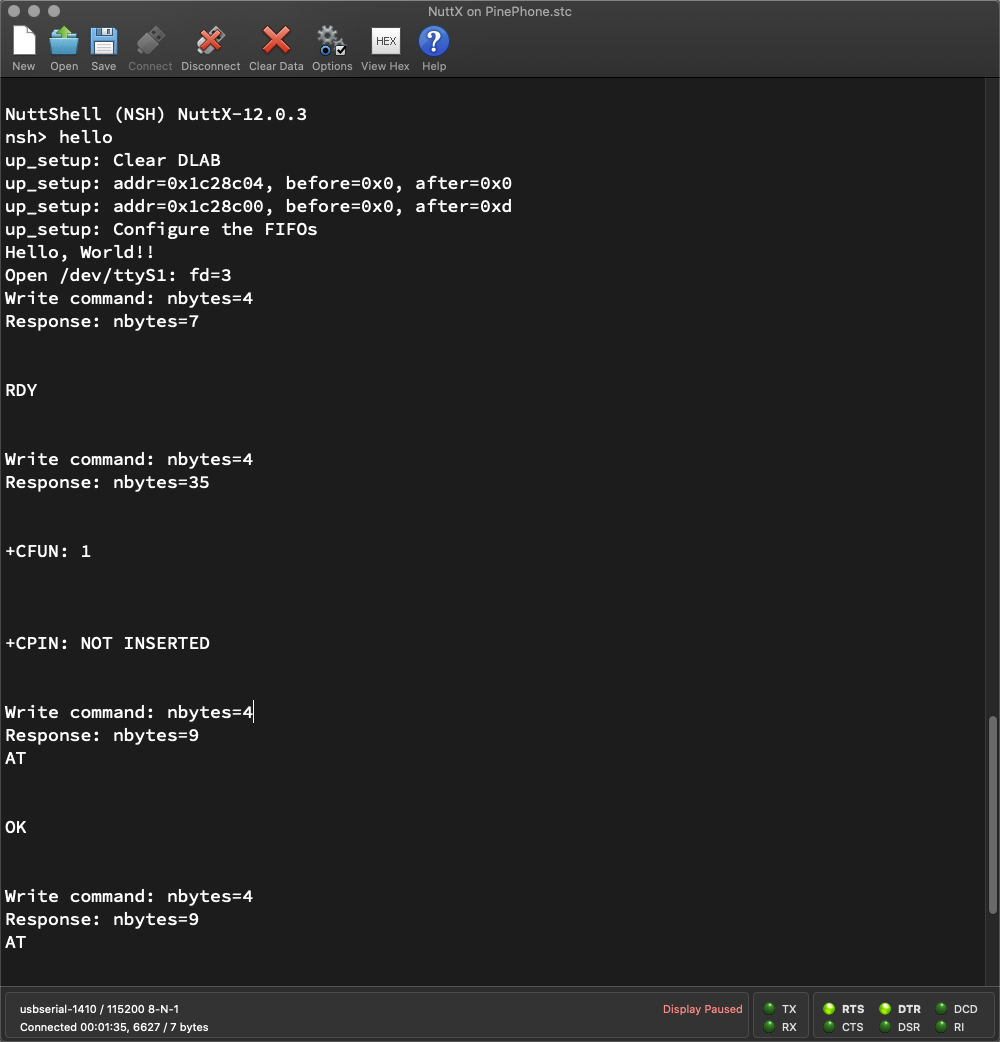 NuttX on PinePhone.stc
HEX
?
New Open Save Connect Disconnect Clear Data Options View Hex Help
NuttShell (NSH) NuttX-12.0.3
nsh> hello
up_setup: Clear DLAB
up_setup: addr=0x1c28c04, before=0x0, after=0x0
up_setup: addr=0x1c28c00, before=0x0, after=0xd
up_setup: Configure the FIFOs
Hello, World!!
Open /dev/ttyS1: fd=3
Write command: nbytes=4
Response: nbytes=7
RDY
Write command: nbytes=4
Response: nbytes=35
+CFUN: 1
+CPIN: NOT INSERTED
Write command: nbytes=4
Response: nbytes=9
AT
OK
Write command: nbytes=4
Response: nbytes=9
AT
usbserial-1410 / 115200 8-N-1 Display Paused TX RTS DTR DCD
Connected 00:01:35, 6627 / 7 bytes RX CTS DSR RI